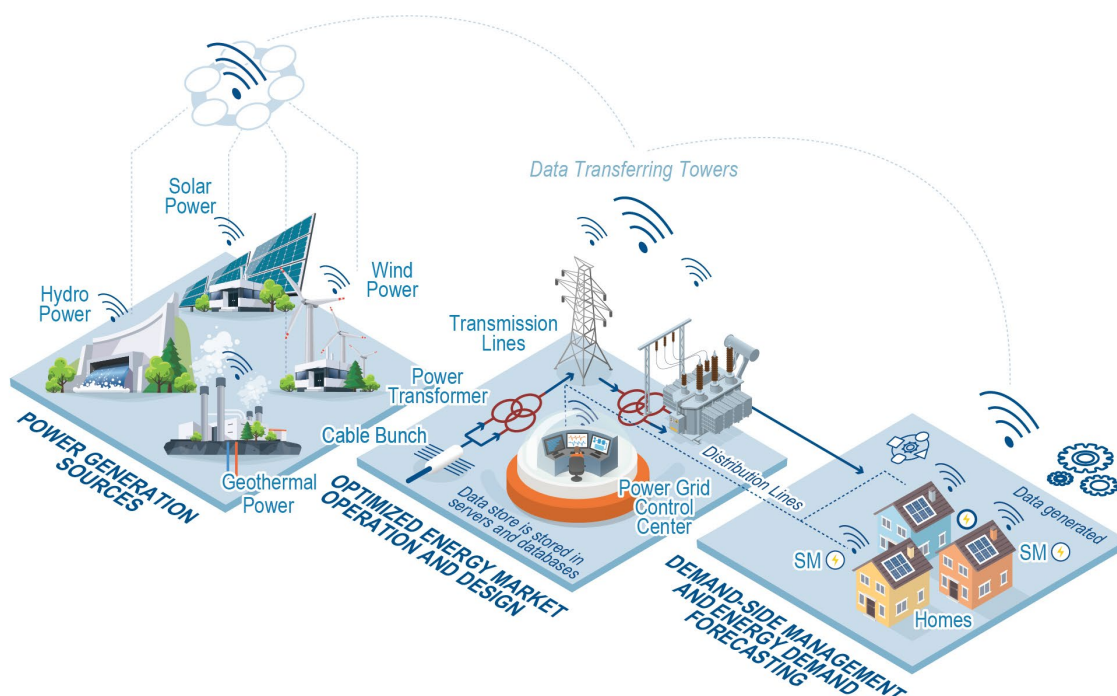 Data Transferring Towers
Solar
Power
Wind
Power
Hydro
Power
Geothermal
Power
POWER GENERATION
SOURCES
Transmission
Lines
Power
Transformer
Cable Bunch
Power Grid
Control
Center
Data store is stored in
servers and databases
OPTIMIZED ENERGY MARKET
OPERATION AND DESIGN
Distribution Lines
Data generated
SM
SM
Homes
DEMAND-SIDE MANAGEMENT
AND ENERGY DEMAND
FORECASTING